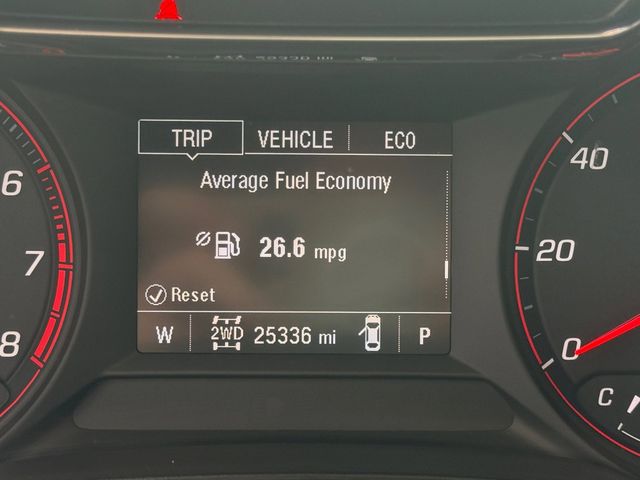 TRIP VEHICLE ECO
Average Fuel Economy
26.6 mpg
Reset
W 2WD 25336 mi P
6
7
8
40
20
0
C